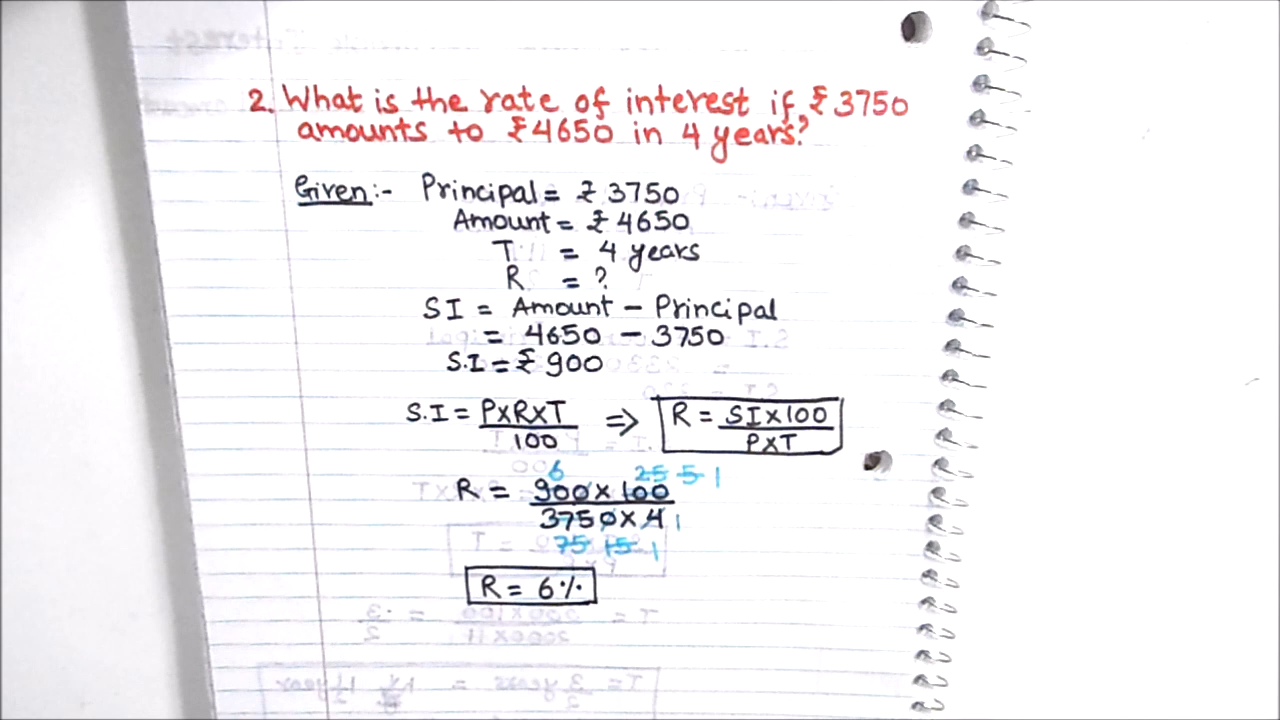 2. What is the rate of interest if, ₹ 3750
amounts to ₹4650 in 4 years?
Given:- Principal = ₹ 3750
Amount = ₹ 4650
T = 4 years
R = ?
SI = Amount - Principal
= 4650 - 3750
S.I = ₹ 900
S.I = PXRXT/100 => R = SI×100/PXT
6 25 5 1
R = 900×100/3750×4 1
75 15 1
R = 6%